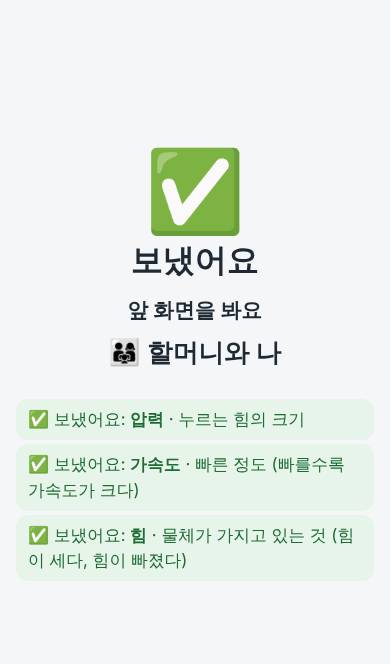 보냈어요
앞 화면을 봐요
할머니와 나
보냈어요: 압력 · 누르는 힘의 크기
보냈어요: 가속도 · 빠른 정도 (빠를수록
가속도가 크다)
보냈어요: 힘 · 물체가 가지고 있는 것 (힘
이 세다, 힘이 빠졌다)